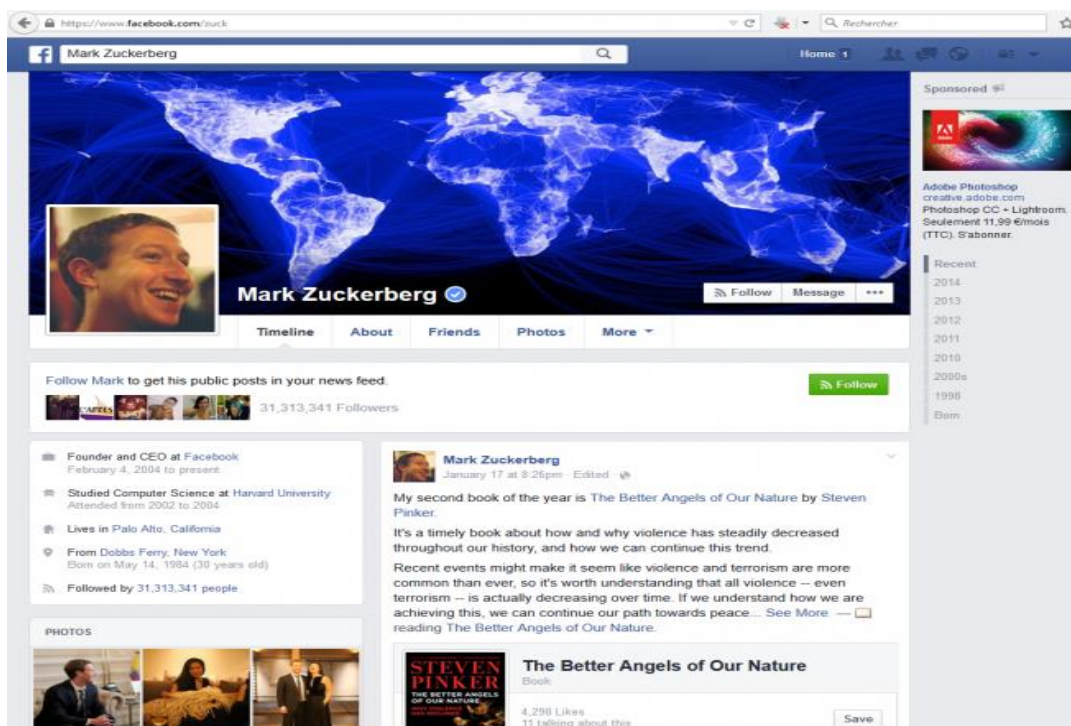 https://www.facebook.com/zuck
Rechercher
Mark Zuckerberg
Home 1
Sponsored
Adobe Photoshop
creative.adobe.com
Photoshop CC + Lightroom.
Seulement 11,99 €/mois
(TTC). S'abonner.
Recent
2014
2013
2012
2011
2010
2000s
1998
Born
Mark Zuckerberg
Follow Message
Timeline About Friends Photos More
Follow Mark to get his public posts in your news feed.
Follow
31,313,341 Followers
Founder and CEO at Facebook
February 4, 2004 to present
Studied Computer Science at Harvard University
Attended from 2002 to 2004
Lives in Palo Alto, California
From Dobbs Ferry, New York
Born on May 14, 1984 (30 years old)
Followed by 31,313,341 people
PHOTOS
Mark Zuckerberg
January 17 at 8:26pm · Edited ·
My second book of the year is The Better Angels of Our Nature by Steven
Pinker.
It's a timely book about how and why violence has steadily decreased
throughout our history, and how we can continue this trend.
Recent events might make it seem like violence and terrorism are more
common than ever, so it's worth understanding that all violence -- even
terrorism -- is actually decreasing over time. If we understand how we are
achieving this, we can continue our path towards peace... See More —
reading The Better Angels of Our Nature.
STEVEN
PINKER
THE BETTER ANGELS
OF OUR NATURE
The Better Angels of Our Nature
Book
4,298 Likes
11 talking about this
Save